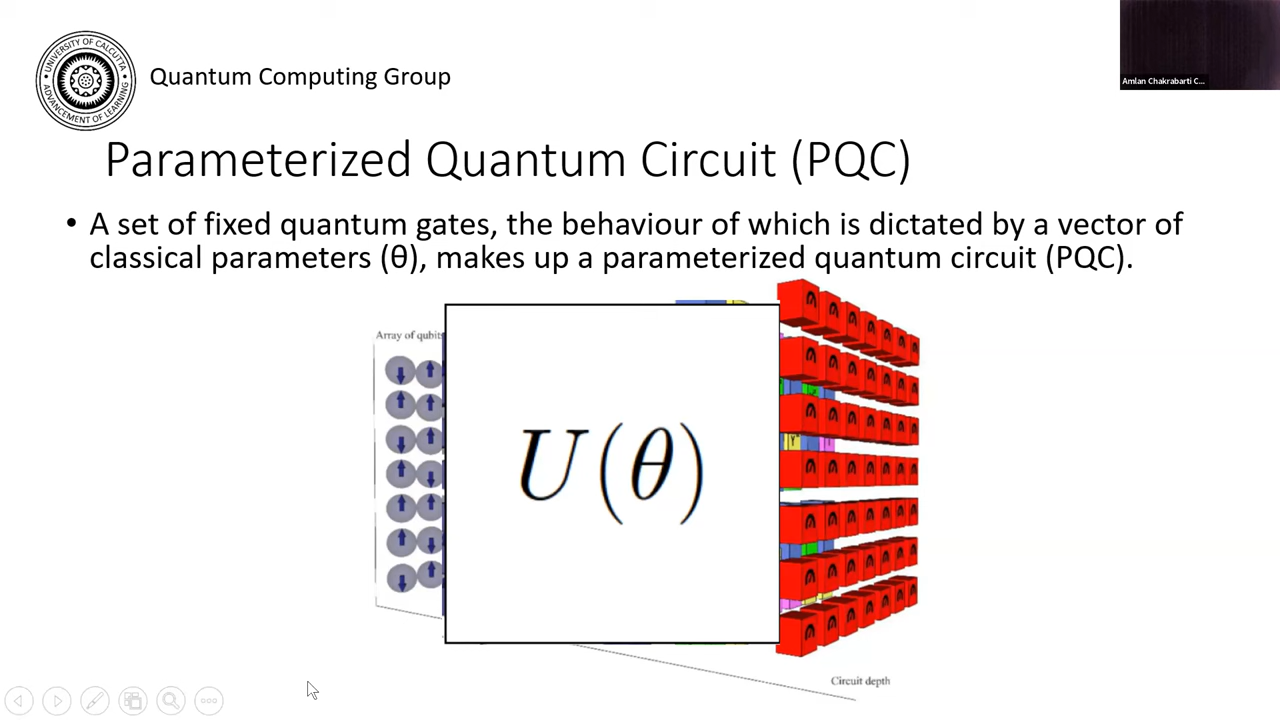 UNIVERSITY OF CALCUTTA
ADVANCEMENT OF LEARNING
Quantum Computing Group
Amlan Chakrabarti C...
Parameterized Quantum Circuit (PQC)
• A set of fixed quantum gates, the behaviour of which is dictated by a vector of
classical parameters (θ), makes up a parameterized quantum circuit (PQC).
Array of qubits
U(θ)
Circuit depth